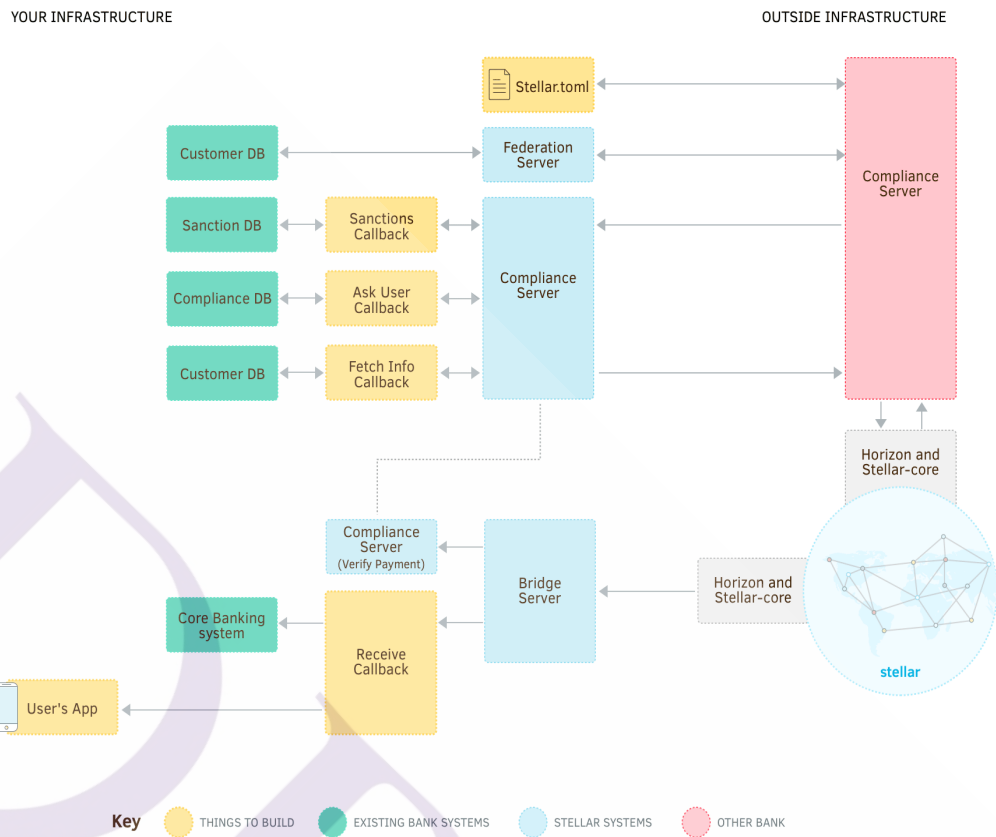 YOUR INFRASTRUCTURE
OUTSIDE INFRASTRUCTURE
Stellar.toml
Customer DB
Federation
Server
Compliance
Server
Sanction DB
Sanctions
Callback
Compliance
Server
Compliance DB
Ask User
Callback
Customer DB
Fetch Info
Callback
Horizon and
Stellar-core
Compliance
Server
(Verify Payment)
Bridge
Server
Horizon and
Stellar-core
Core Banking
system
Receive
Callback
stellar
User's App
Key
THINGS TO BUILD
EXISTING BANK SYSTEMS
STELLAR SYSTEMS
OTHER BANK